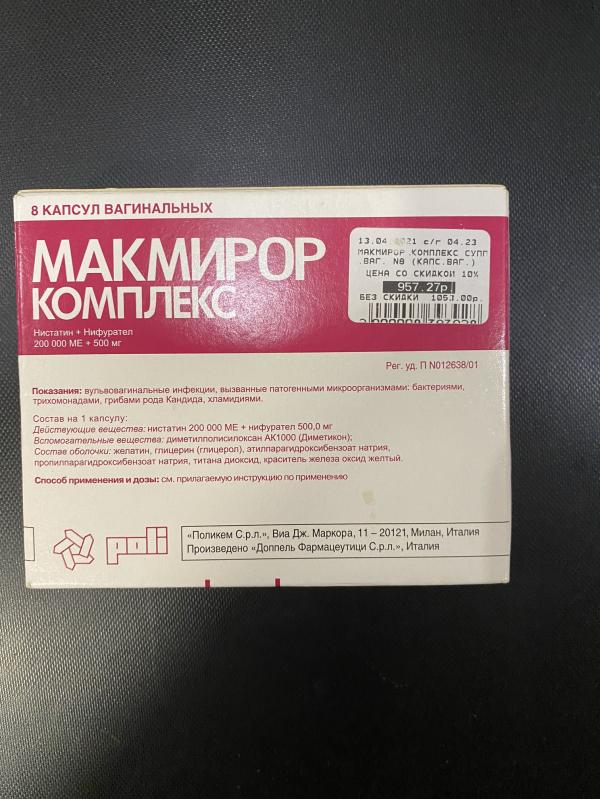 8 КАПСУЛ ВАГИНАЛЬНЫХ
МАКМИРОР
КОМПЛЕКС
Нистатин + Нифурател
200 000 МЕ + 500 мг
13.04 2021 с/г 04.23
МАКМИРОР КОМПЛЕКС СУПП
.ВАГ. N8 (КАПС.ВАГ.)
ЦЕНА СО СКИДКОЙ 10%
957.27р
БЕЗ СКИДКИ 1053.00р.
Рег. уд. П N012638/01
Показания: вульвовагинальные инфекции, вызванные патогенными микроорганизмами: бактериями,
трихомонадами, грибами рода Кандида, хламидиями.
Состав на 1 капсулу:
Действующие вещества: нистатин 200 000 МЕ + нифурател 500,0 мг
Вспомогательные вещества: диметилполисилоксан АК1000 (Диметикон);
Состав оболочки: желатин, глицерин (глицерол), этилпарагидроксибензоат натрия,
пропилпарагидроксибензоат натрия, титана диоксид, краситель железа оксид желтый.
Способ применения и дозы: см. прилагаемую инструкцию по применению
poli
«Поликем С.р.л.», Виа Дж. Маркора, 11 – 20121, Милан, Италия
Произведено «Доппель Фармацеутици С.р.л.», Италия